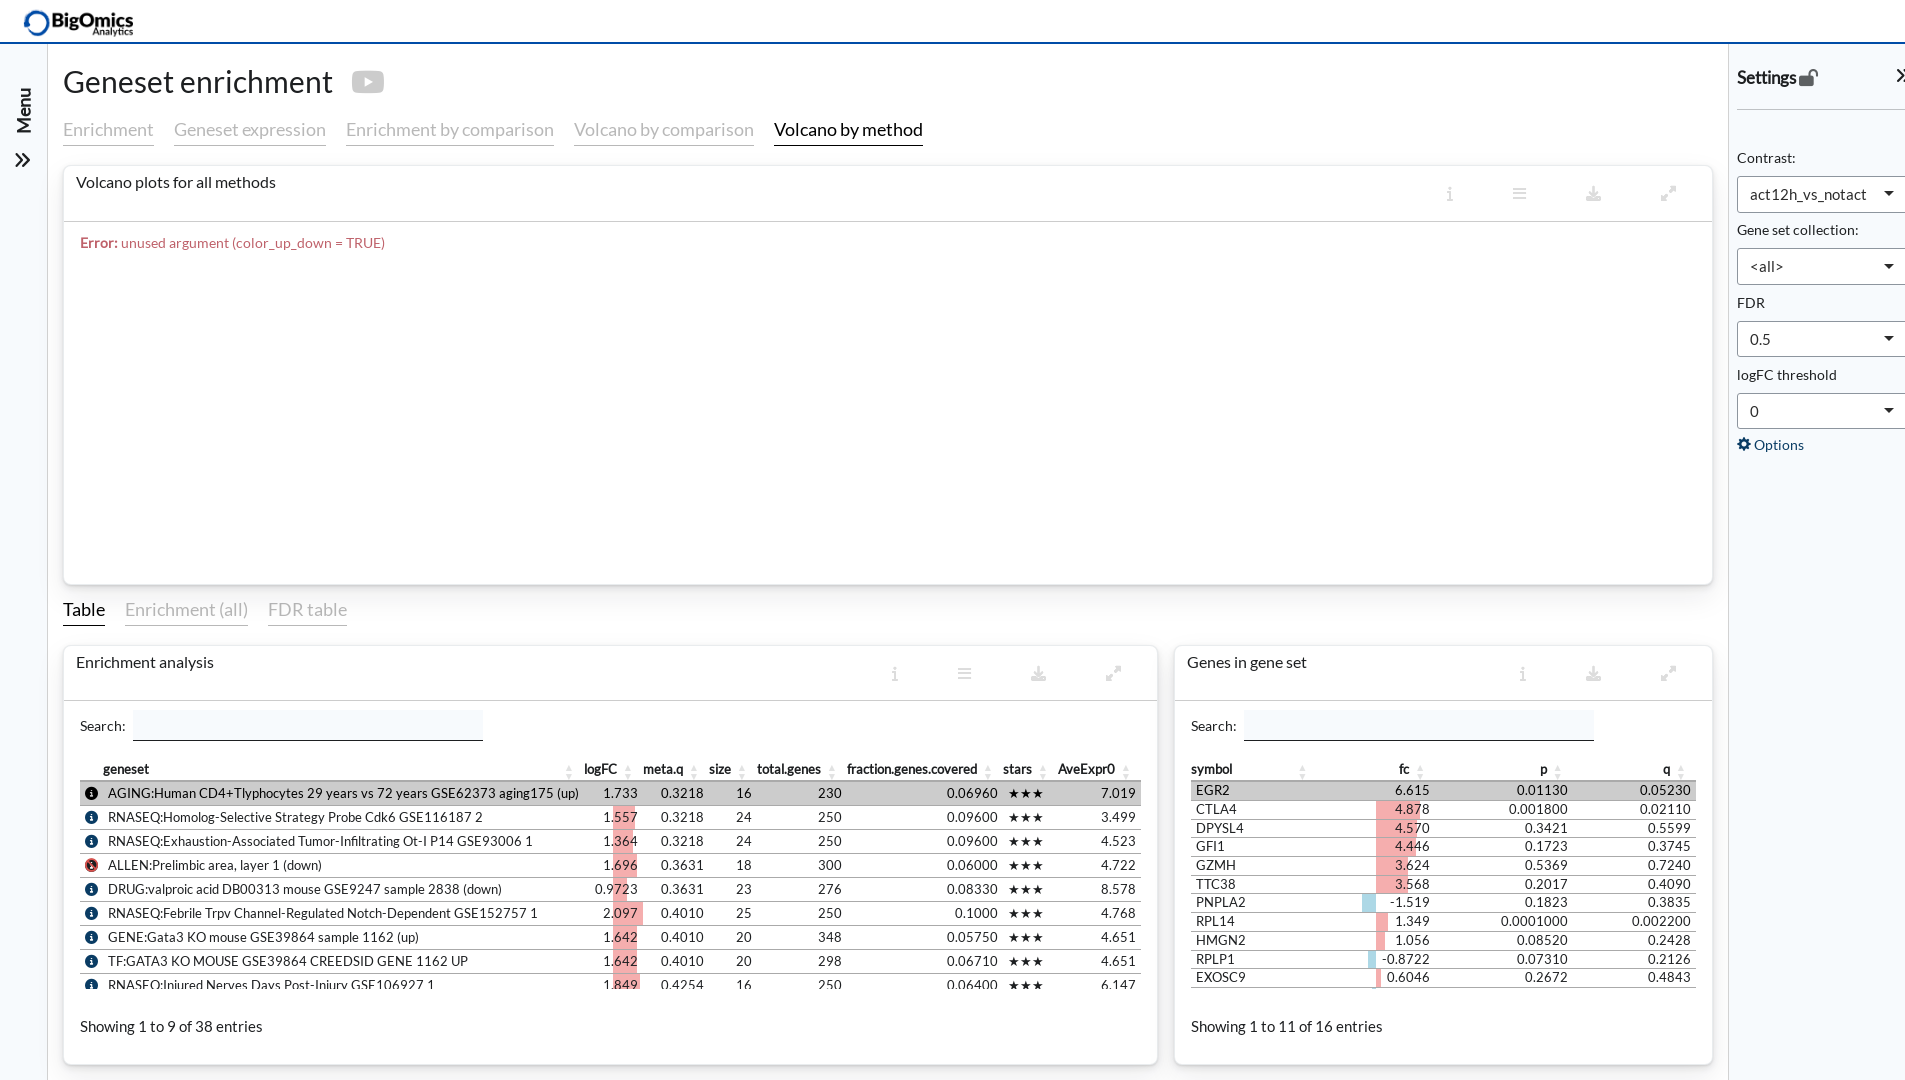 BigOmics
Analytics
Menu
Geneset enrichment
Enrichment Geneset expression Enrichment by comparison Volcano by comparison Volcano by method
Volcano plots for all methods
Error: unused argument (color_up_down = TRUE)
Table Enrichment (all) FDR table
Enrichment analysis
Search:
geneset logFC meta.q size total.genes fraction.genes.covered stars AveExpr0
AGING:Human CD4+Tlyphocytes 29 years vs 72 years GSE62373 aging175 (up) 1.733 0.3218 16 230 0.06960 ★★★ 7.019
RNASEQ:Homolog-Selective Strategy Probe Cdk6 GSE116187 2 1.557 0.3218 24 250 0.09600 ★★★ 3.499
RNASEQ:Exhaustion-Associated Tumor-Infiltrating Ot-I P14 GSE93006 1 1.364 0.3218 24 250 0.09600 ★★★ 4.523
ALLEN:Prelimbic area, layer 1 (down) 1.696 0.3631 18 300 0.06000 ★★★ 4.722
DRUG:valproic acid DB00313 mouse GSE9247 sample 2838 (down) 0.9723 0.3631 23 276 0.08330 ★★★ 8.578
RNASEQ:Febrile Trpv Channel-Regulated Notch-Dependent GSE152757 1 2.097 0.4010 25 250 0.1000 ★★★ 4.768
GENE:Gata3 KO mouse GSE39864 sample 1162 (up) 1.642 0.4010 20 348 0.05750 ★★★ 4.651
TF:GATA3 KO MOUSE GSE39864 CREEDSID GENE 1162 UP 1.642 0.4010 20 298 0.06710 ★★★ 4.651
RNASEQ:Injured Nerves Days Post-Injury GSE106927 1 1.849 0.4254 16 250 0.06400 ★★★ 6.147
Showing 1 to 9 of 38 entries
Genes in gene set
Search:
symbol fc p q
EGR2 6.615 0.01130 0.05230
CTLA4 4.878 0.001800 0.02110
DPYSL4 4.570 0.3421 0.5599
GFI1 4.446 0.1723 0.3745
GZMH 3.624 0.5369 0.7240
TTC38 3.568 0.2017 0.4090
PNPLA2 -1.519 0.1823 0.3835
RPL14 1.349 0.0001000 0.002200
HMGN2 1.056 0.08520 0.2428
RPLP1 -0.8722 0.07310 0.2126
EXOSC9 0.6046 0.2672 0.4843
Showing 1 to 11 of 16 entries
Settings
Contrast:
act12h_vs_notact
Gene set collection:
<all>
FDR
0.5
logFC threshold
0
Options